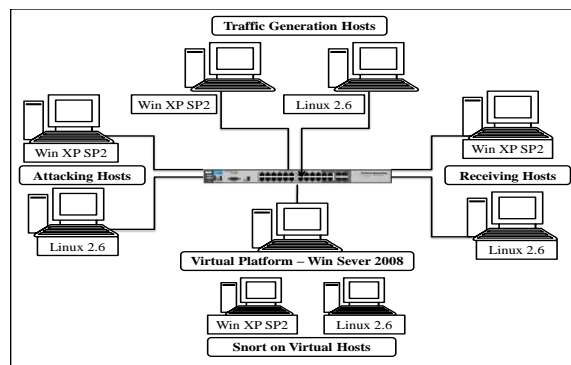 Traffic Generation Hosts
Win XP SP2
Linux 2.6
Win XP SP2
Win XP SP2
Attacking Hosts
Receiving Hosts
Linux 2.6
Linux 2.6
Virtual Platform – Win Sever 2008
Win XP SP2
Linux 2.6
Snort on Virtual Hosts